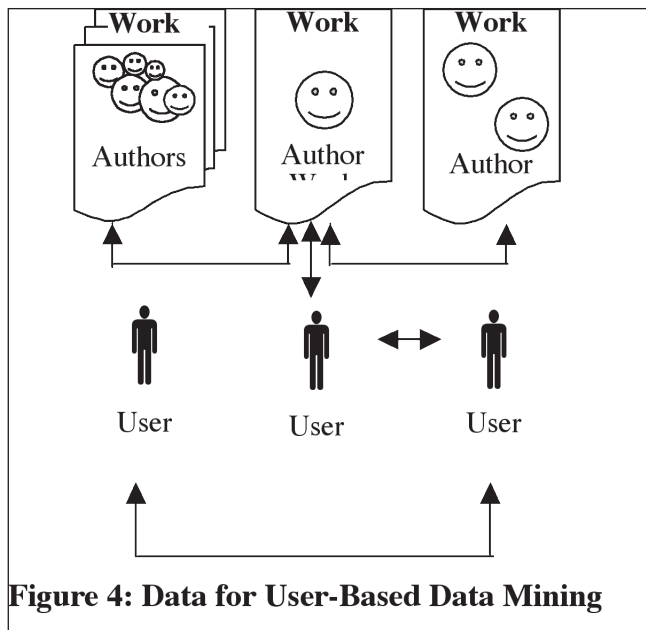 Work Work Work
Authors Author Author
User User User
Figure 4: Data for User-Based Data Mining